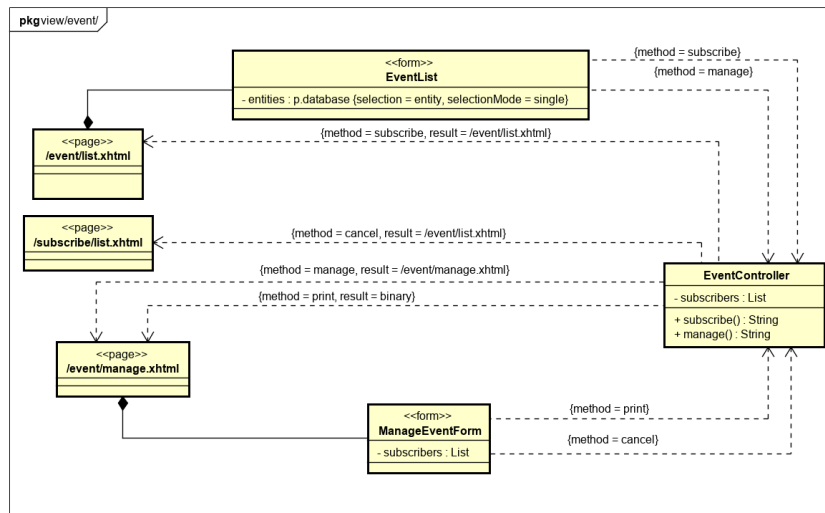 pkg view/event/
<<form>>
EventList
- entities : p.database {selection = entity, selectionMode = single}
{method = subscribe}
{method = manage}
{method = subscribe, result = /event/list.xhtml}
<<page>>
/event/list.xhtml
<<page>>
/subscribe/list.xhtml
{method = cancel, result = /event/list.xhtml}
{method = manage, result = /event/manage.xhtml}
{method = print, result = binary}
EventController
- subscribers : List
+ subscribe() : String
+ manage() : String
<<page>>
/event/manage.xhtml
<<form>>
ManageEventForm
- subscribers : List
{method = print}
{method = cancel}